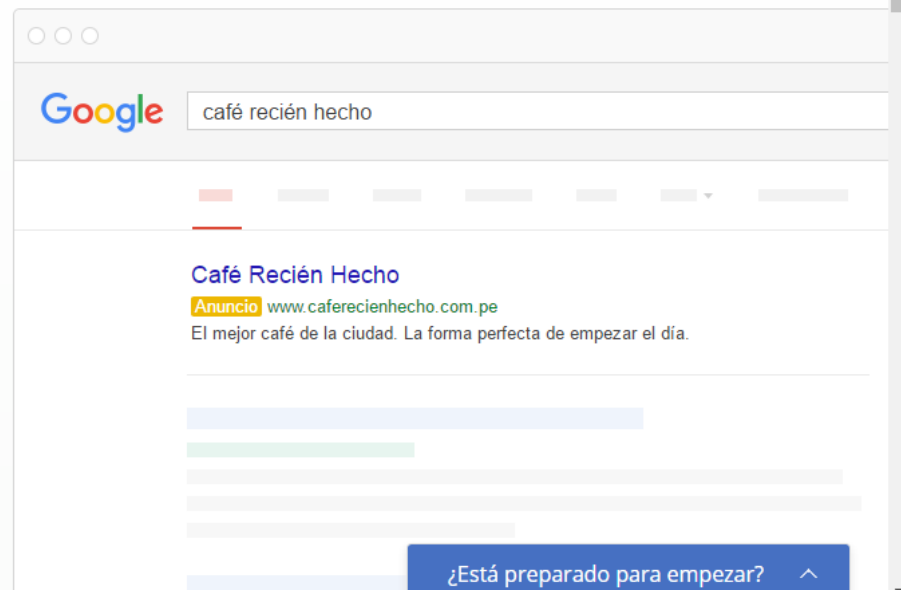 Google
café recién hecho
Café Recién Hecho
Anuncio www.caferecienhecho.com.pe
El mejor café de la ciudad. La forma perfecta de empezar el día.
¿Está preparado para empezar?